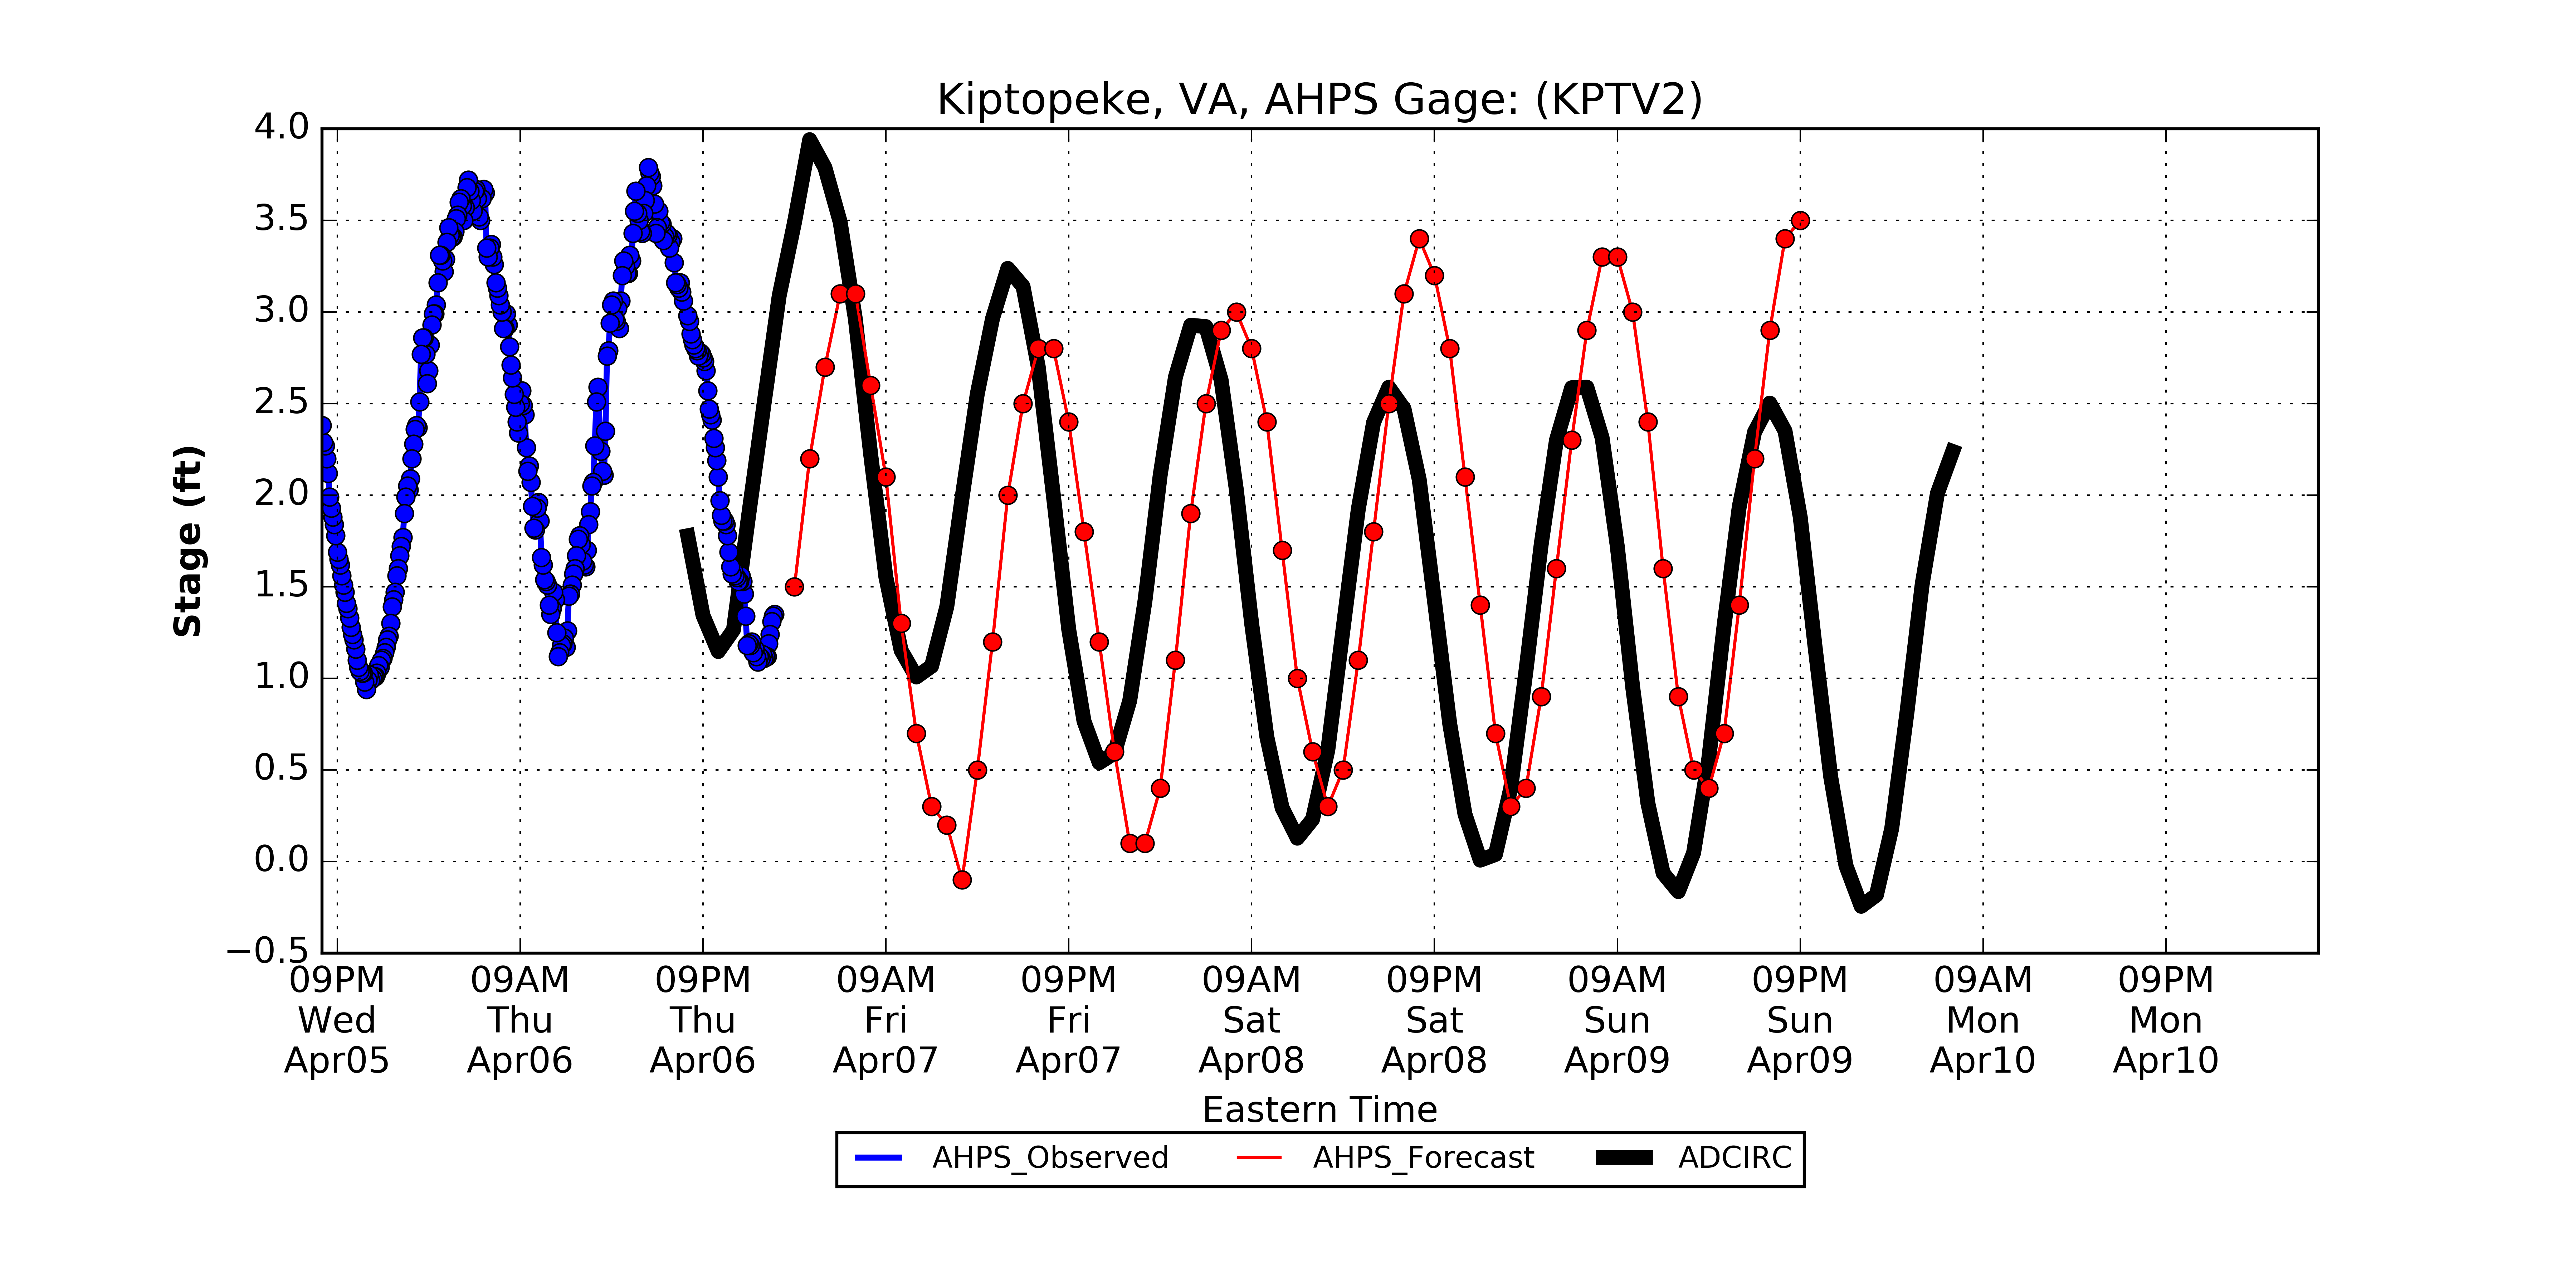 Kiptopeke, VA, AHPS Gage: (KPTV2)
4.0
3.5
3.0
2.5
2.0
1.5
1.0
0.5
0.0
−0.5
Stage (ft)
09PM 09AM 09PM 09AM 09PM 09AM 09PM 09AM 09PM 09AM 09PM
Wed Thu Thu Fri Fri Sat Sat Sun Sun Mon Mon
Apr05 Apr06 Apr06 Apr07 Apr07 Apr08 Apr08 Apr09 Apr09 Apr10 Apr10
Eastern Time
AHPS_Observed AHPS_Forecast ADCIRC